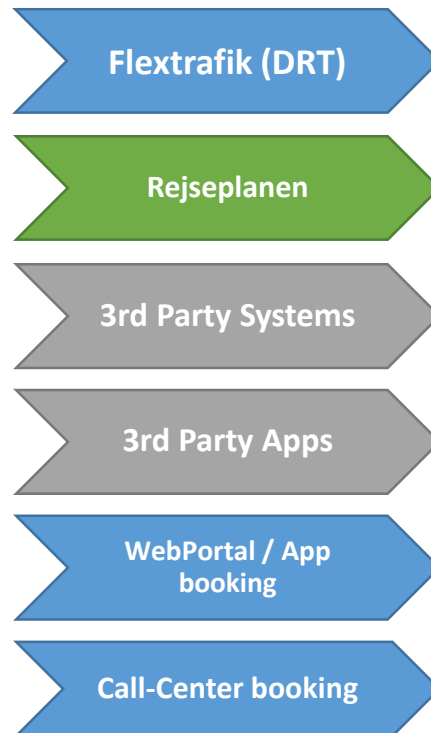 Flextrafik (DRT)
Rejseplanen
3rd Party Systems
3rd Party Apps
WebPortal / App
booking
Call-Center booking